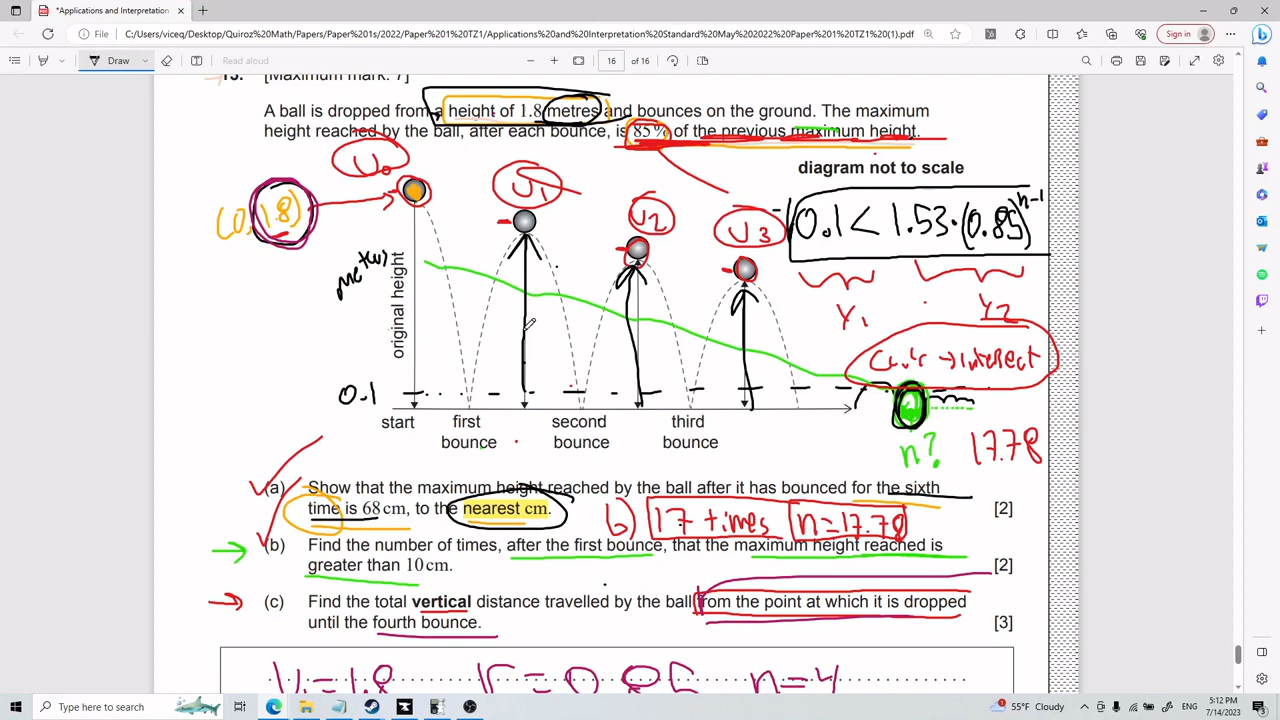 *Applications and Interpretation
File
C:/Users/viceq/Desktop/Quiroz%20Math/Papers/Paper%201s/2022/Paper%201%20TZ1/Applications%20and%20Interpretation%20Standard%20May%202022%20Paper%201%20TZ1%20(1).pdf
Sign in
Draw
Read aloud
16 of 16
[Maximum mark: 7]
A ball is dropped from a height of 1.8 metres and bounces on the ground. The maximum
height reached by the ball, after each bounce, is 85% of the previous maximum height.
diagram not to scale
U0
U1
U2
U3
(0, 1.8)
0.1 < 1.53·(0.85)^n-1
Y1
Y2
Calc → Intersect
original height
0.1
start
first
bounce
second
bounce
third
bounce
n?
17.78
(a) Show that the maximum height reached by the ball after it has bounced for the sixth
time is 68 cm, to the nearest cm. [2]
b) 17 times n=17.78
(b) Find the number of times, after the first bounce, that the maximum height reached is
greater than 10 cm. [2]
(c) Find the total vertical distance travelled by the ball from the point at which it is dropped
until the fourth bounce. [3]
U1=1.8 r=0.85 n=4
Type here to search
55°F Cloudy
5:12 PM
7/14/2023